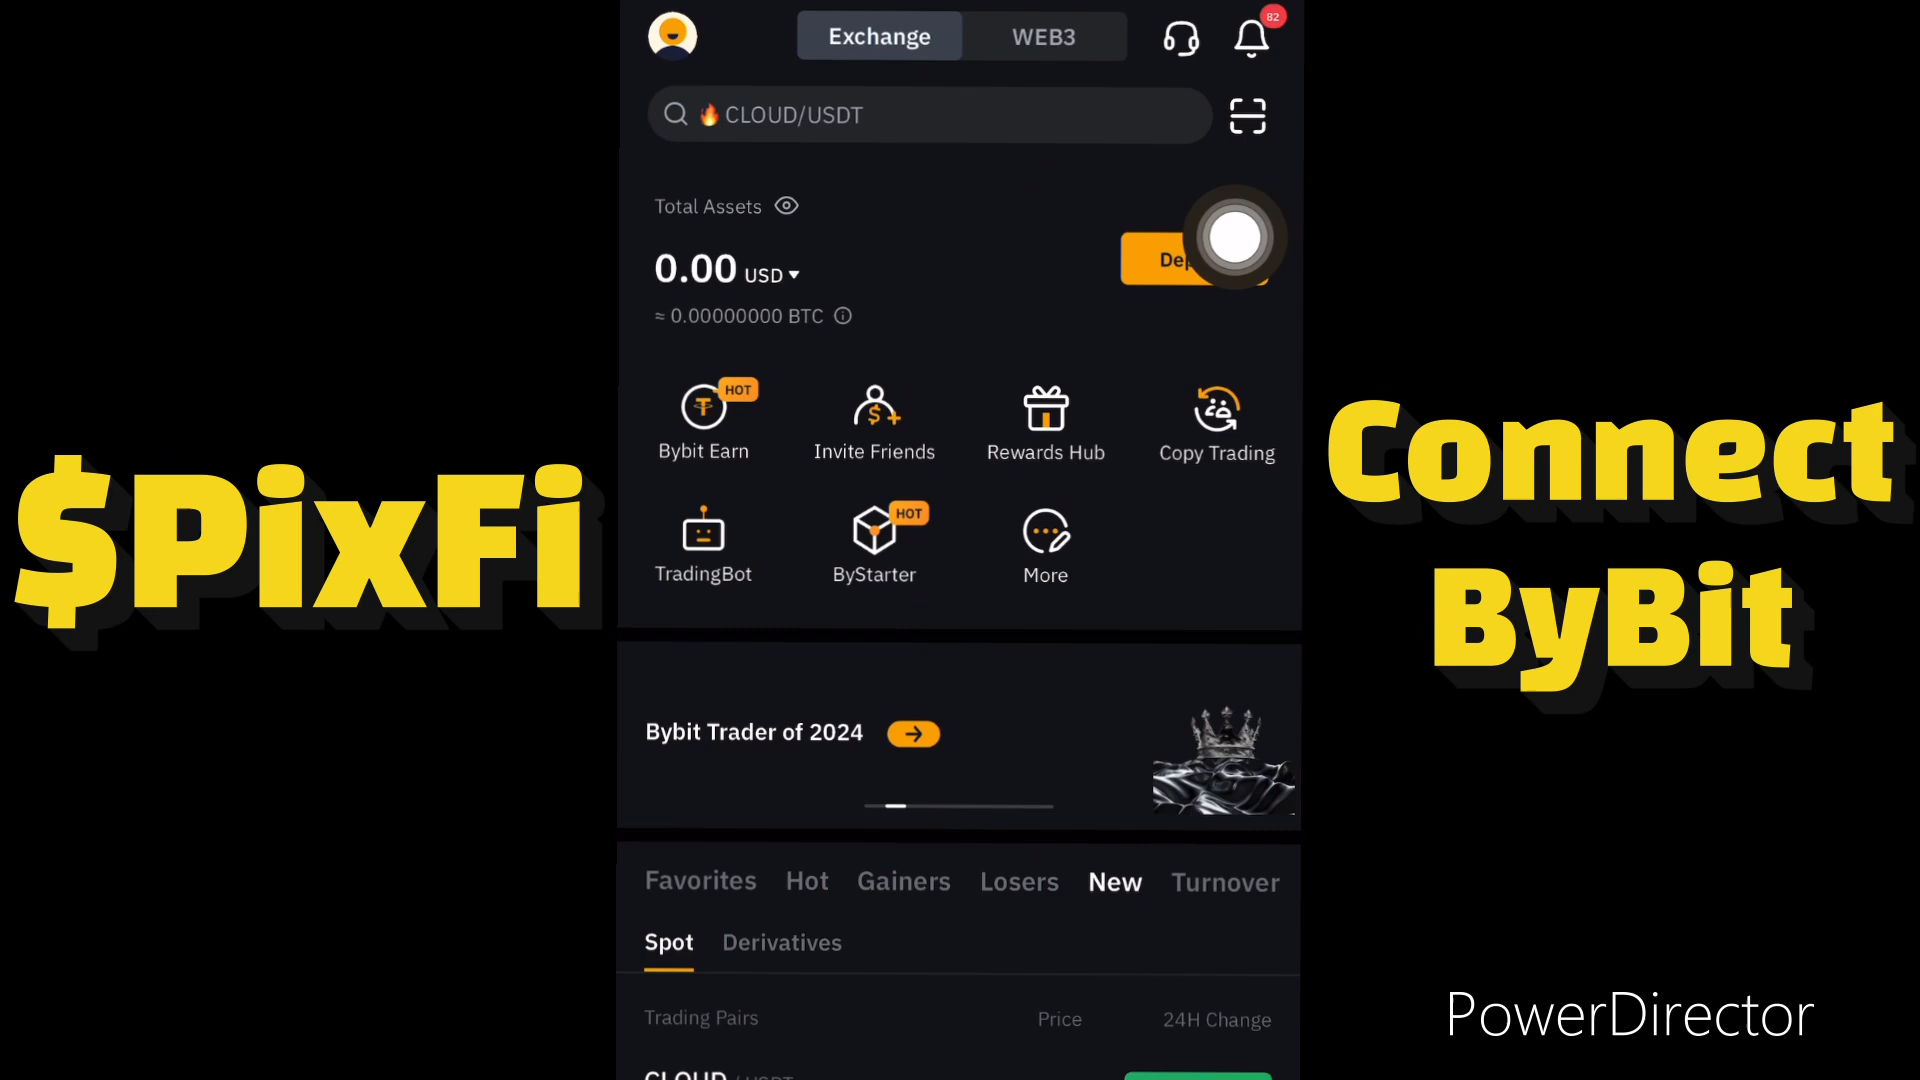 Exchange
WEB3
82
CLOUD/USDT
Total Assets
0.00 USD
≈ 0.00000000 BTC
HOT
Bybit Earn
Invite Friends
Rewards Hub
Copy Trading
HOT
TradingBot
ByStarter
More
$PixFi
Connect
ByBit
Bybit Trader of 2024
Favorites Hot Gainers Losers New Turnover
Spot Derivatives
Trading Pairs Price 24H Change
CLOUD / USDT
PowerDirector